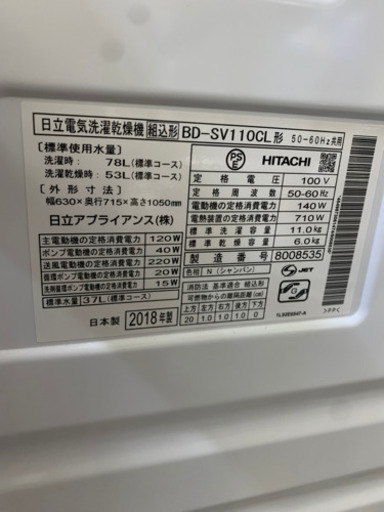 日立電気洗濯乾燥機 組込形 BD-SV110CL形 50-60Hz共用
〔標準使用水量〕
洗濯時： 78L(標準コース)
洗濯乾燥時： 53L(標準コース)
〔外形寸法〕
幅630×奥行715×高さ1050mm
日立アプライアンス(株)
主電動機の定格消費電力 120W
ポンプ電動機の定格消費電力 40W
送風電動機の定格消費電力 220W
循環ポンプ電動機の定格消費電力 20W
洗剤循環ポンプ電動機の定格消費電力 15W
標準水量 37L(標準コース)
日本製 2018年製
PSE HITACHI
定格電圧 100V
定格周波数 50-60Hz
電動機の定格消費電力 140W
電熱装置の定格消費電力 710W
標準洗濯容量 11.0kg
標準乾燥容量 6.0kg
製造番号 8008535
色相 N (シャンパン)
消防法 基準適合 組込形
可燃物からの離隔距離(cm)
上方 左方 右方 前方 後方 下方
20 1.0 1.0 0 1.0 0
JET
G
>PP<